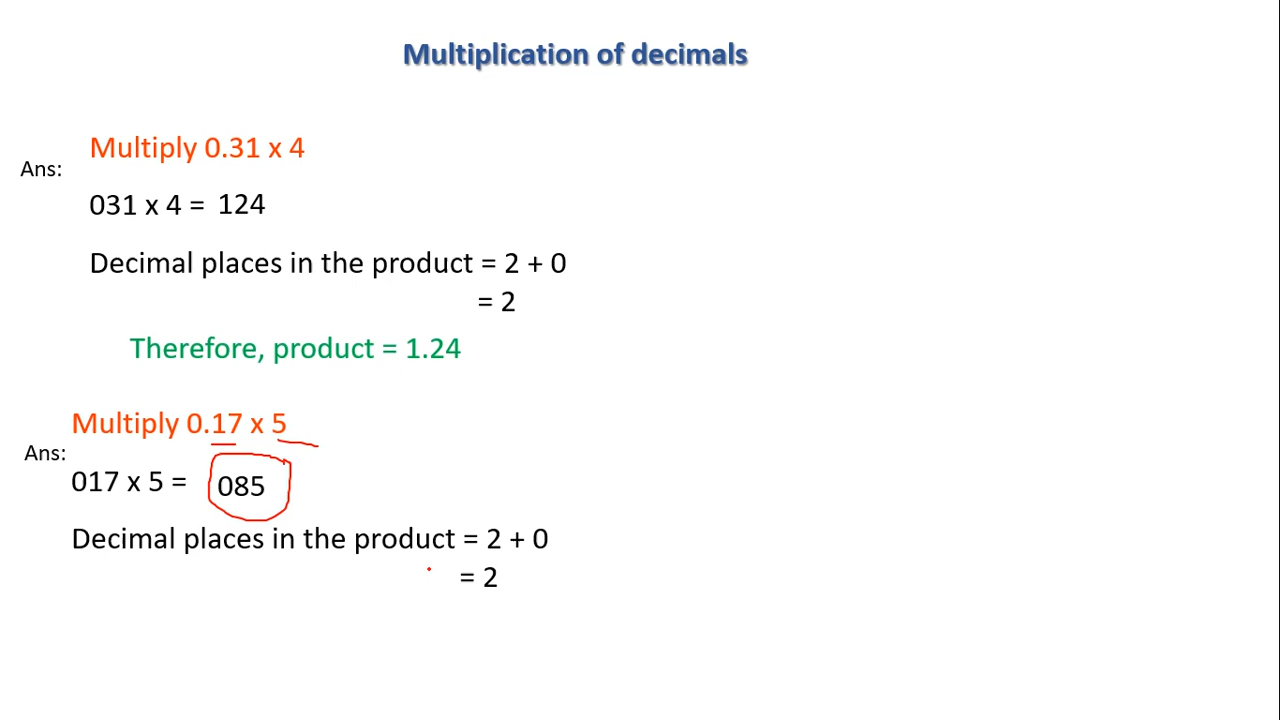 Multiplication of decimals
Multiply 0.31 x 4
Ans:
031 x 4 = 124
Decimal places in the product = 2 + 0
= 2
Therefore, product = 1.24
Multiply 0.17 x 5
Ans:
017 x 5 = 085
Decimal places in the product = 2 + 0
= 2